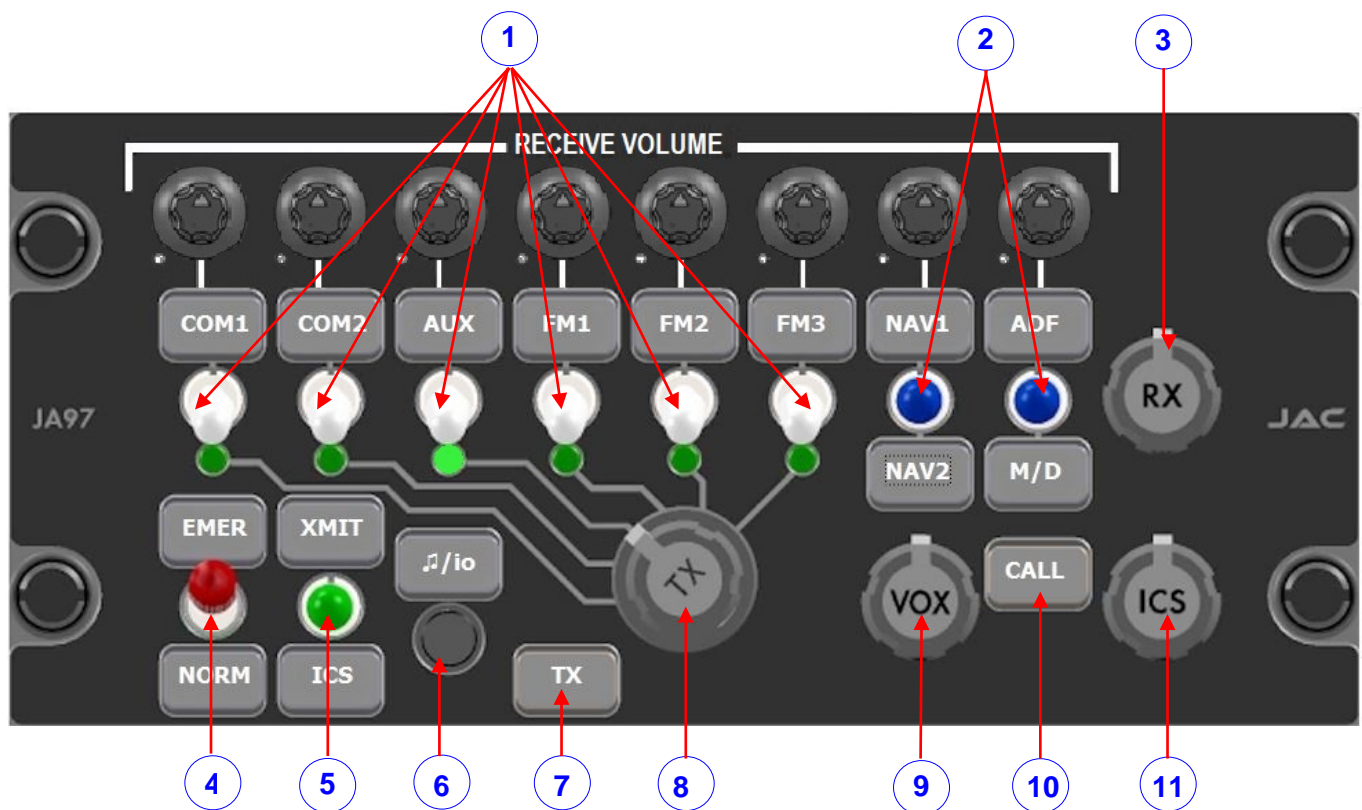 1 2 3
RECEIVE VOLUME
COM1 COM2 AUX FM1 FM2 FM3 NAV1 ADF
RX
JA97 JAC
NAV2 M/D
EMER XMIT
♫/io
TX
CALL
VOX ICS
NORM ICS TX
4 5 6 7 8 9 10 11